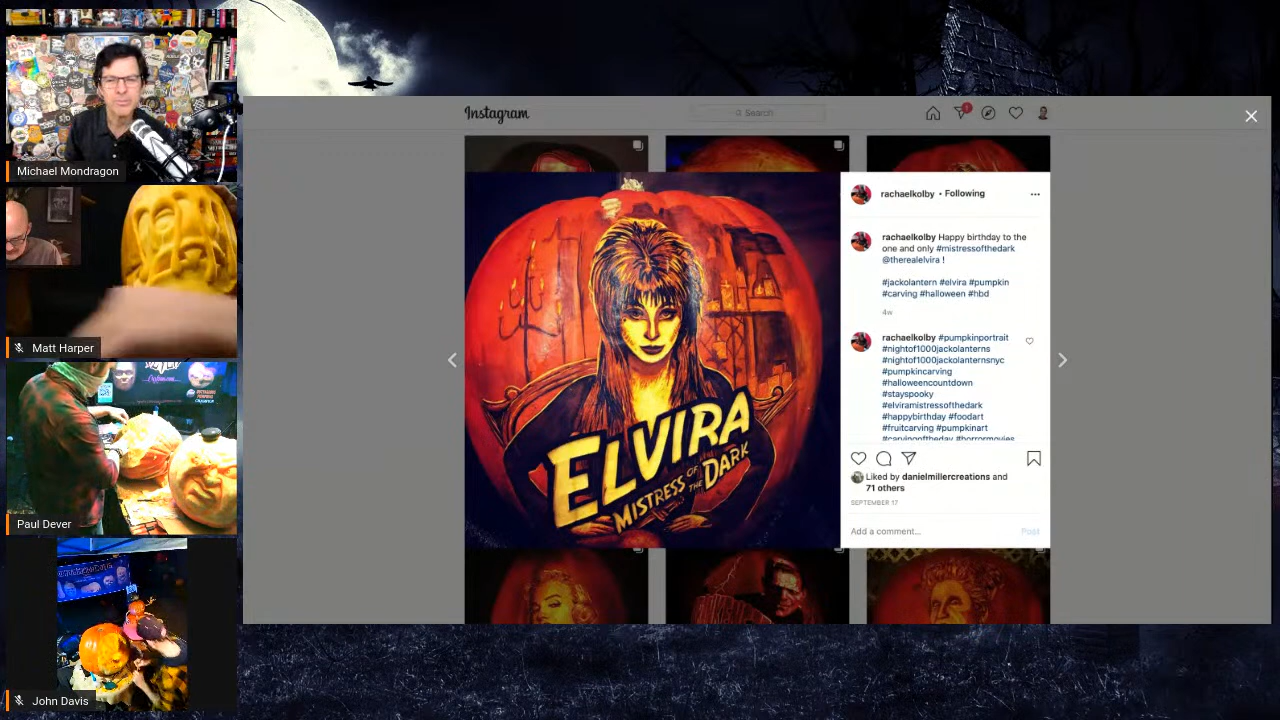 Michael Mondragon
Matt Harper
Paul Dever
John Davis
Instagram
Search
1
rachaelkolby • Following
rachaelkolby Happy birthday to the
one and only #mistressofthedark
@therealelvira !
#jackolantern #elvira #pumpkin
#carving #halloween #hbd
4w
rachaelkolby #pumpkinportrait
#nightof1000jackolanterns
#nightof1000jackolanternsnyc
#pumpkincarving
#halloweencountdown
#stayspooky
#elviramistressofthedark
#happybirthday #foodart
#fruitcarving #pumpkinart
#carvingoftheday #horrormovies
Liked by danielmillercreations and
71 others
SEPTEMBER 17
Add a comment...
Post
ELVIRA
MISTRESS OF THE DARK